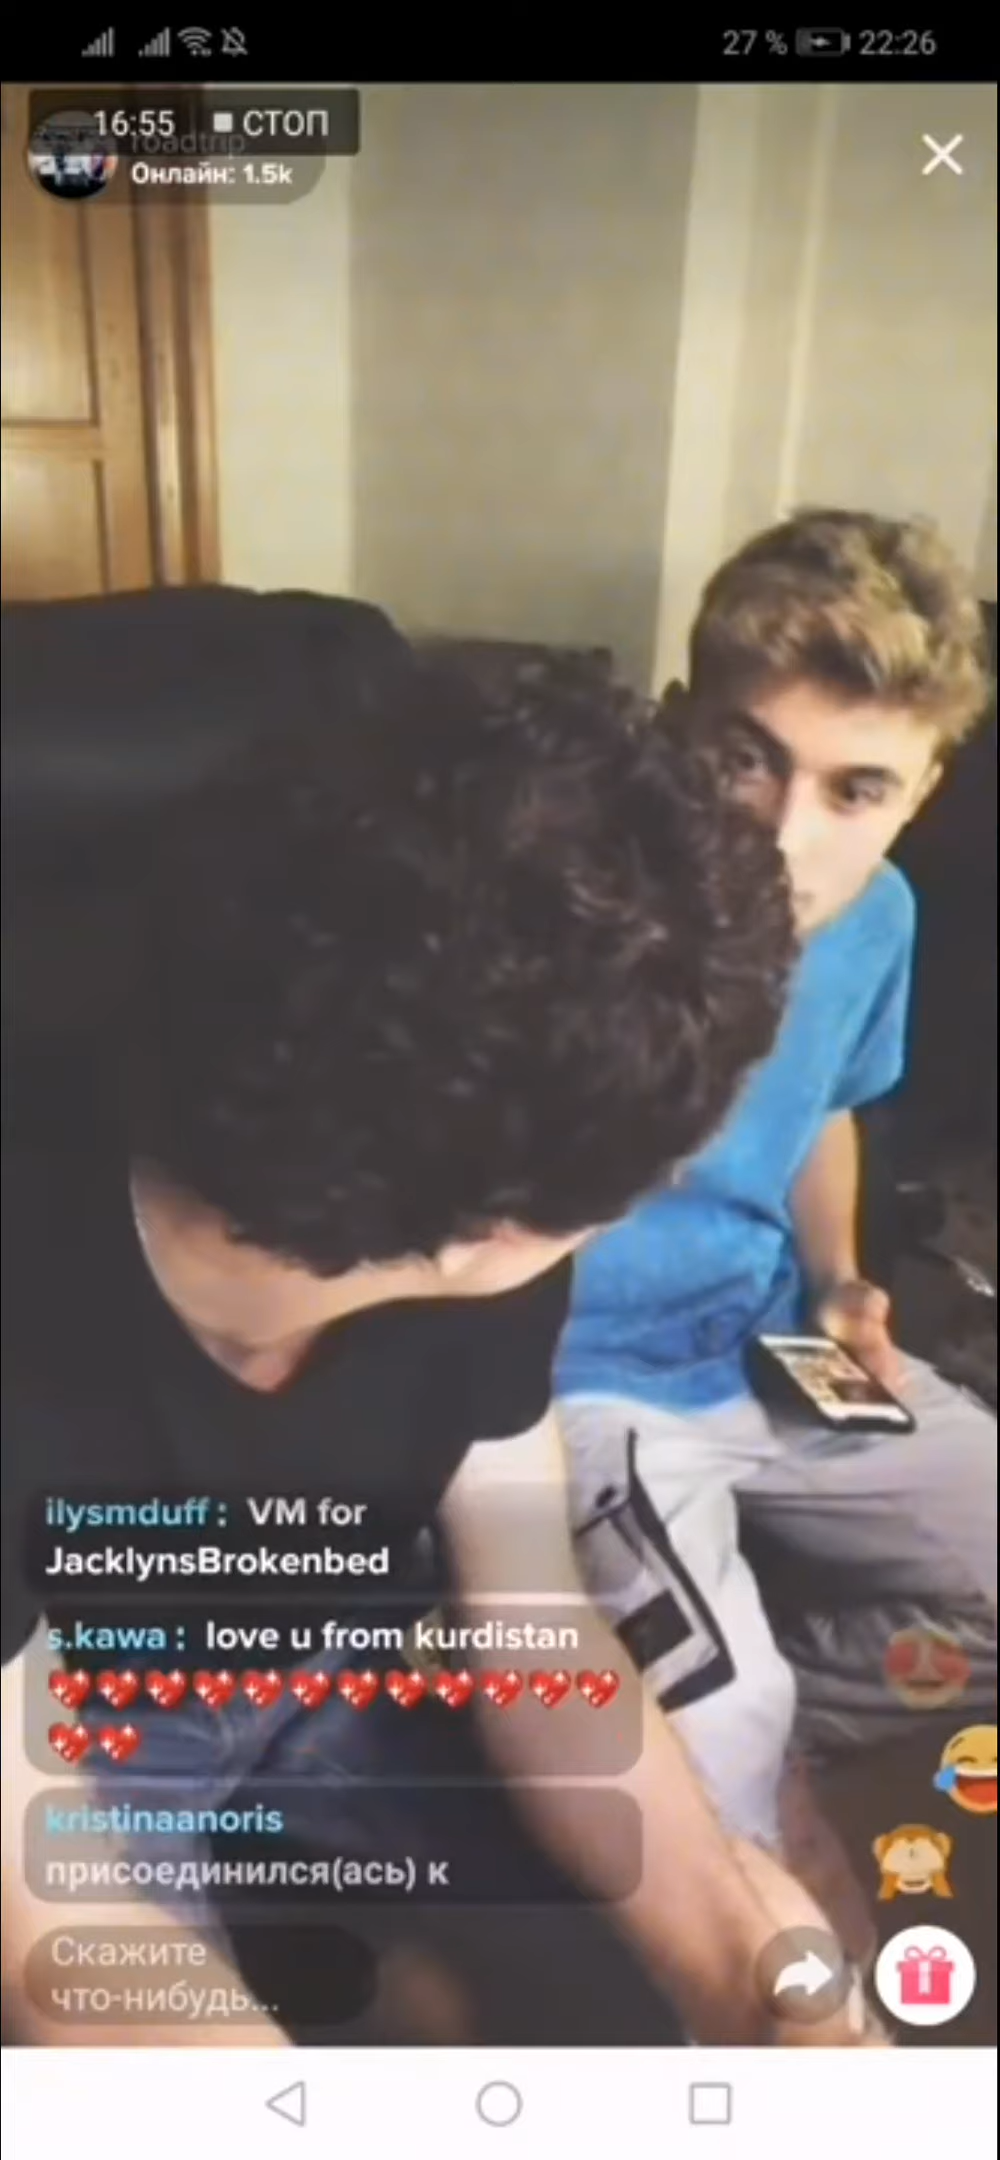 27 % 22:26
16:55 СТОП
roadtrip
Онлайн: 1.5k
ilysmduff : VM for
JacklynsBrokenbed
s.kawa : love u from kurdistan
kristinaanoris
присоединился(ась) к
Скажите
что-нибудь...